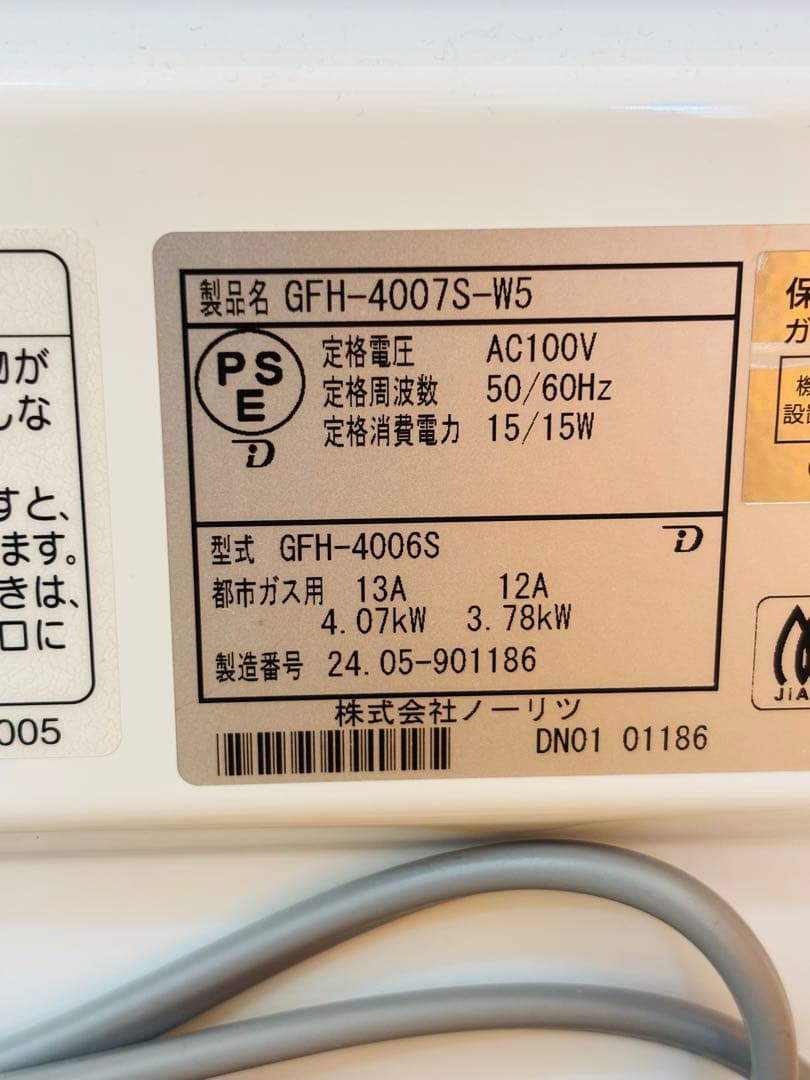 製品名 GFH-4007S-W5
PSE
定格電圧 AC100V
定格周波数 50/60Hz
定格消費電力 15/15W
型式 GFH-4006S
都市ガス用 13A 12A
4.07kW 3.78kW
製造番号 24.05-901186
株式会社ノーリツ
DN01 01186
が
しな
すと、
ます。
きは、
口に
005
保
ガ
機
設
JIA